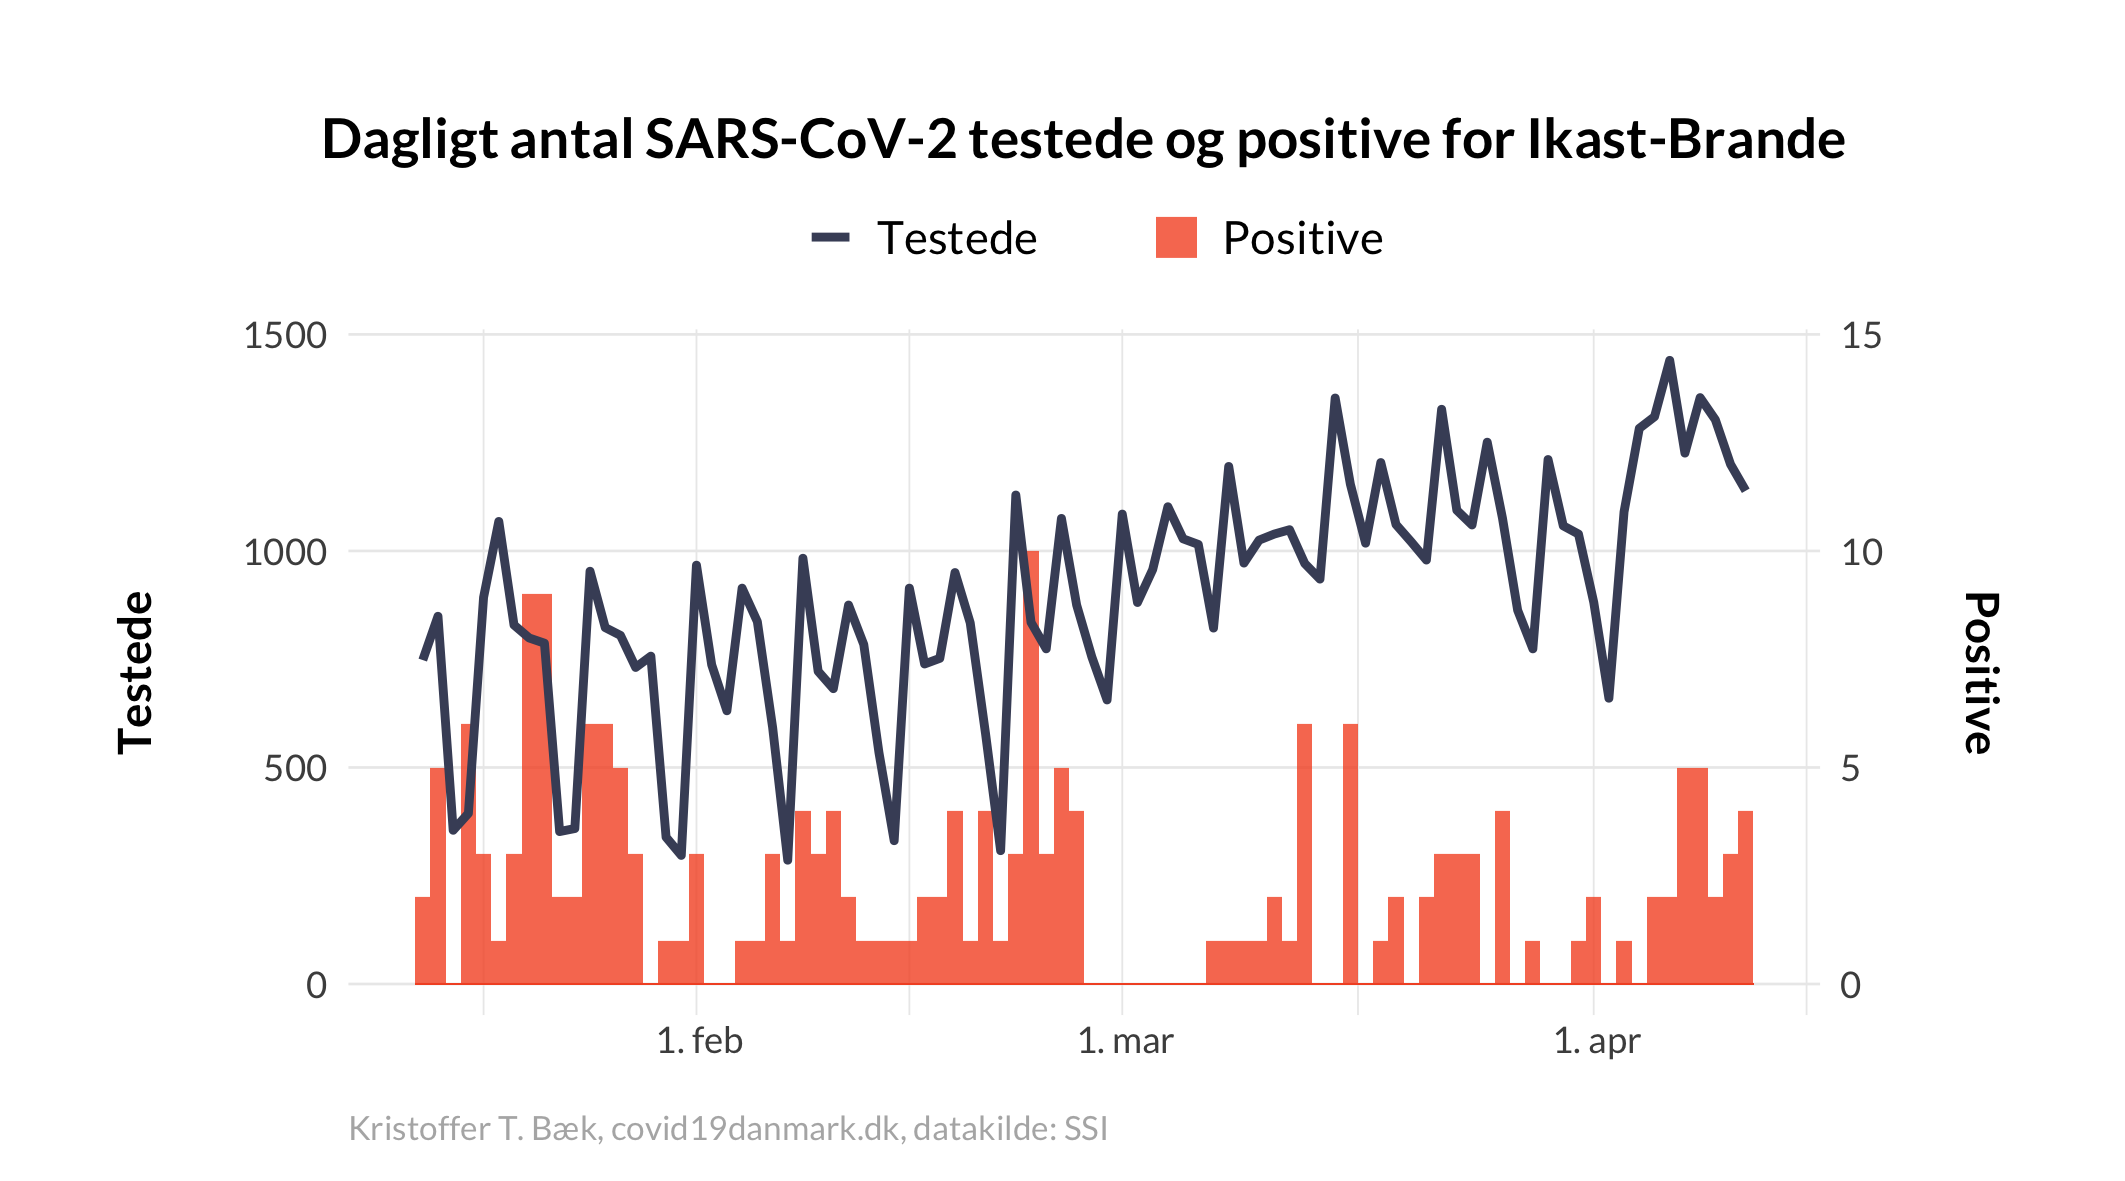 Dagligt antal SARS-CoV-2 testede og positive for Ikast-Brande
Testede Positive
1500 15
1000 10
500 5
0 0
Testede
Positive
1. feb 1. mar 1. apr
Kristoffer T. Bæk, covid19danmark.dk, datakilde: SSI